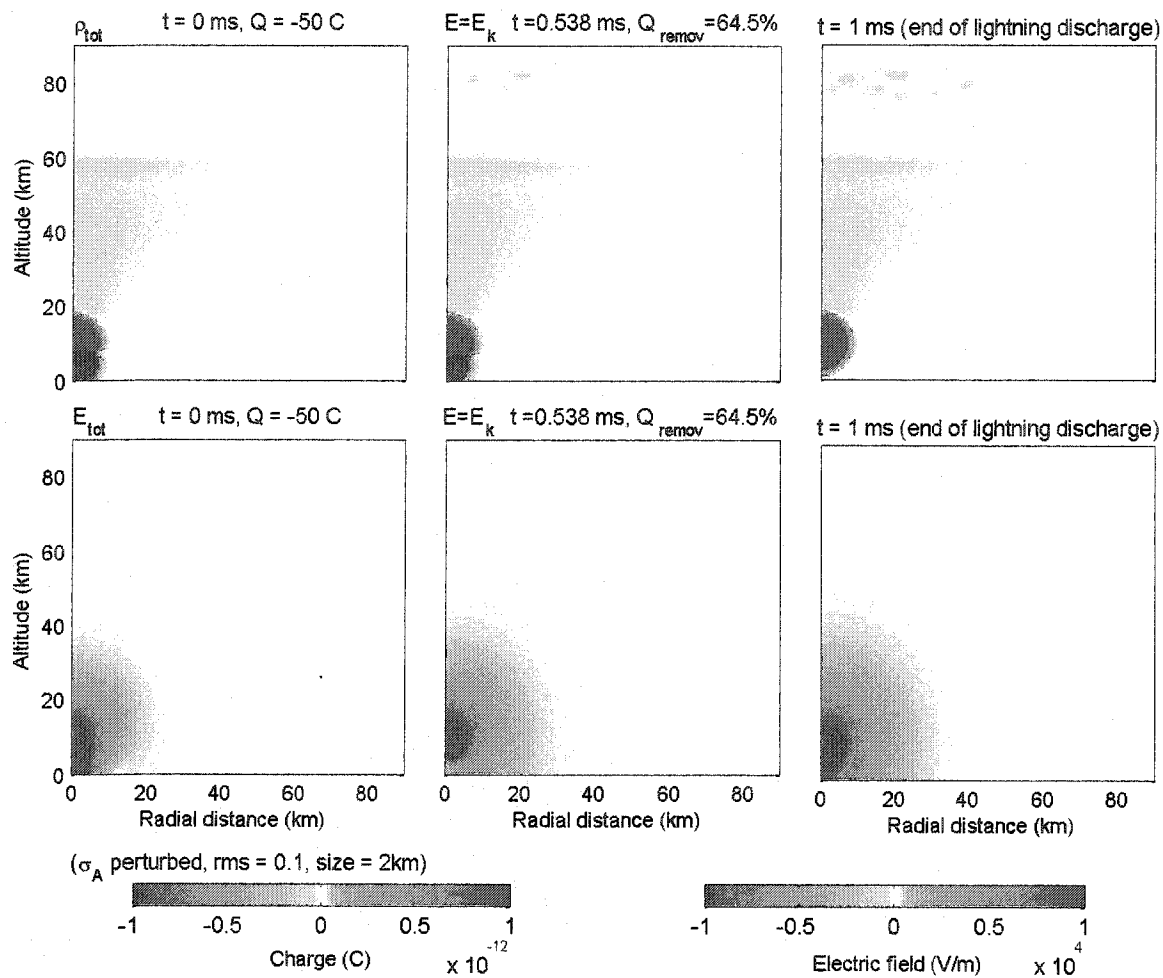 ρtot t = 0 ms, Q = -50 C
E=Ek t=0.538 ms, Q remov=64.5%
t = 1 ms (end of lightning discharge)
Altitude (km)
80
60
40
20
0
Etot t = 0 ms, Q = -50 C
E=Ek t=0.538 ms, Q remov=64.5%
t = 1 ms (end of lightning discharge)
Altitude (km)
80
60
40
20
0
0 20 40 60 80
0 20 40 60 80
0 20 40 60 80
Radial distance (km)
Radial distance (km)
Radial distance (km)
(σA perturbed, rms = 0.1, size = 2km)
-1 -0.5 0 0.5 1
Charge (C) x 10-12
-1 -0.5 0 0.5 1
Electric field (V/m) x 104